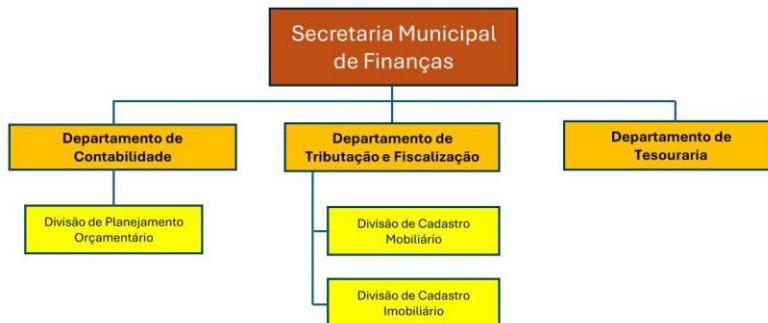 Secretaria Municipal
de Finanças
Departamento de
Contabilidade
Departamento de
Tributação e Fiscalização
Departamento de
Tesouraria
Divisão de Planejamento
Orçamentário
Divisão de Cadastro
Mobiliário
Divisão de Cadastro
Imobiliário